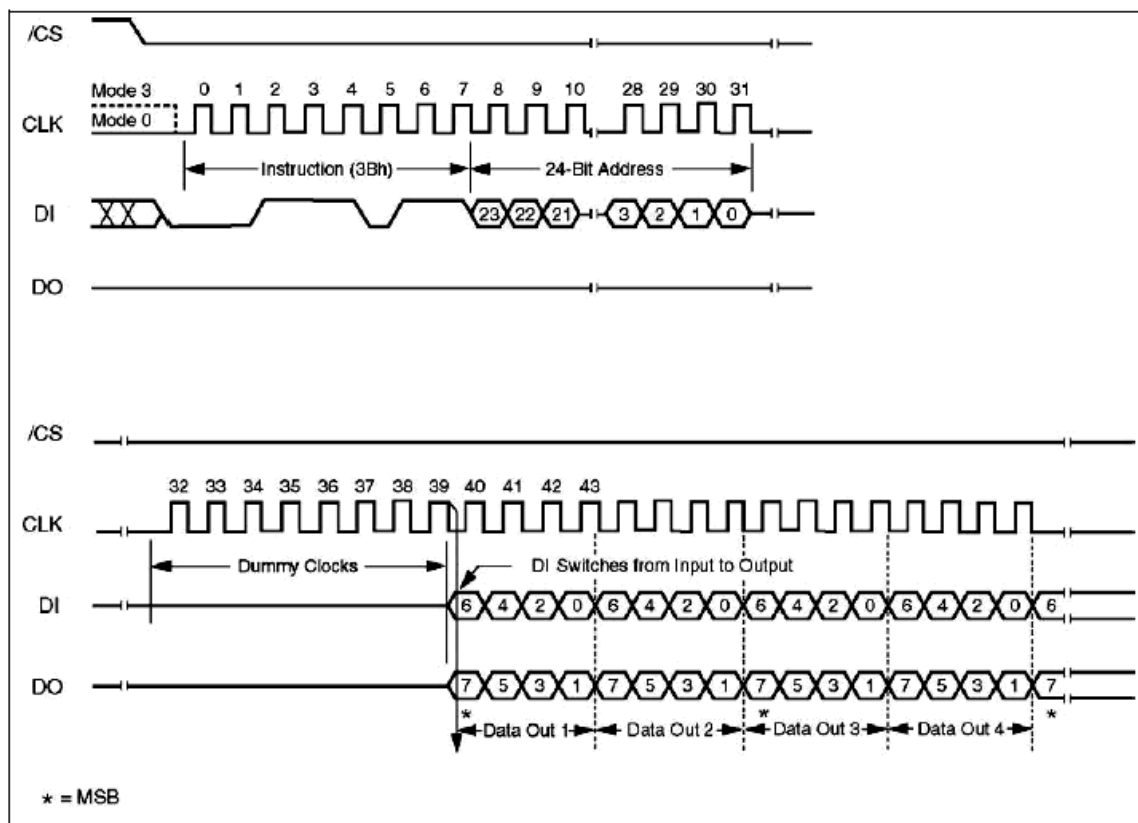 /CS
Mode 3 0 1 2 3 4 5 6 7 8 9 10 28 29 30 31
CLK Mode 0
Instruction (3Bh) 24-Bit Address
DI 23 22 21 3 2 1 0
DO
/CS
32 33 34 35 36 37 38 39 40 41 42 43
CLK
Dummy Clocks DI Switches from Input to Output
DI 6 4 2 0 6 4 2 0 6 4 2 0 6 4 2 0 6
DO 7 5 3 1 7 5 3 1 7 5 3 1 7 5 3 1 7
* * *
Data Out 1 Data Out 2 Data Out 3 Data Out 4
* = MSB